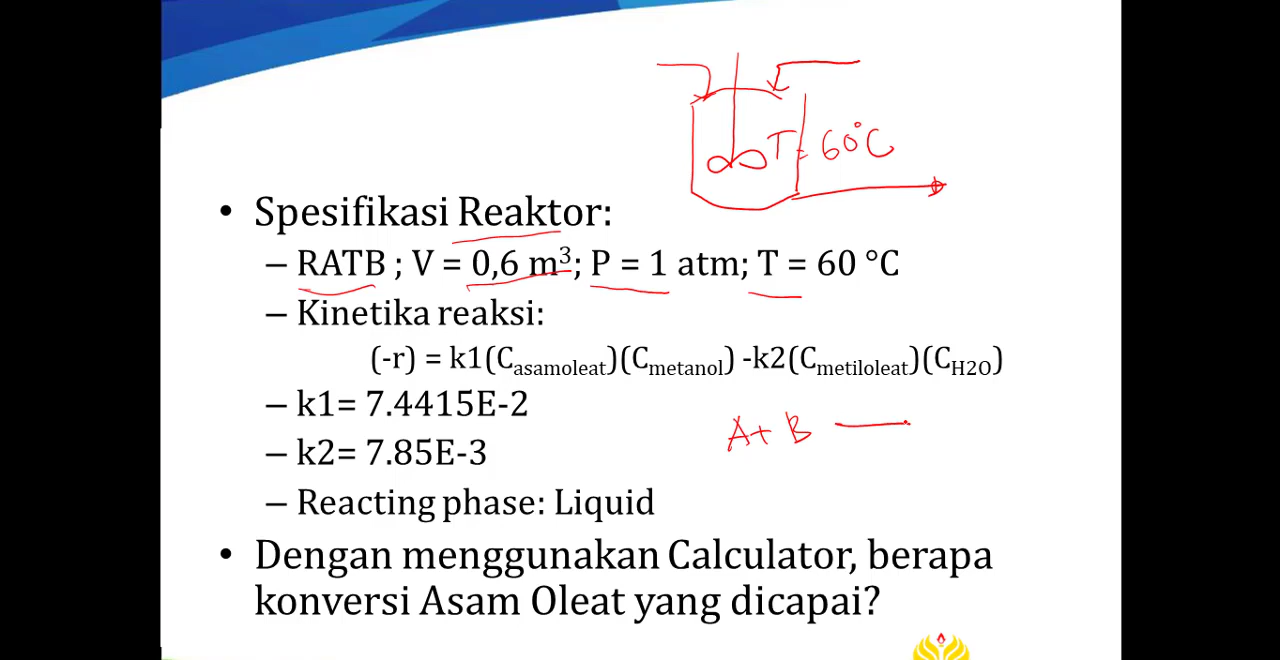 T = 60°C
• Spesifikasi Reaktor:
– RATB ; V = 0,6 m³; P = 1 atm; T = 60 °C
– Kinetika reaksi:
(-r) = k1(Casamoleat)(Cmetanol) -k2(Cmetiloleat)(CH2O)
– k1= 7.4415E-2
A + B —
– k2= 7.85E-3
– Reacting phase: Liquid
• Dengan menggunakan Calculator, berapa
konversi Asam Oleat yang dicapai?